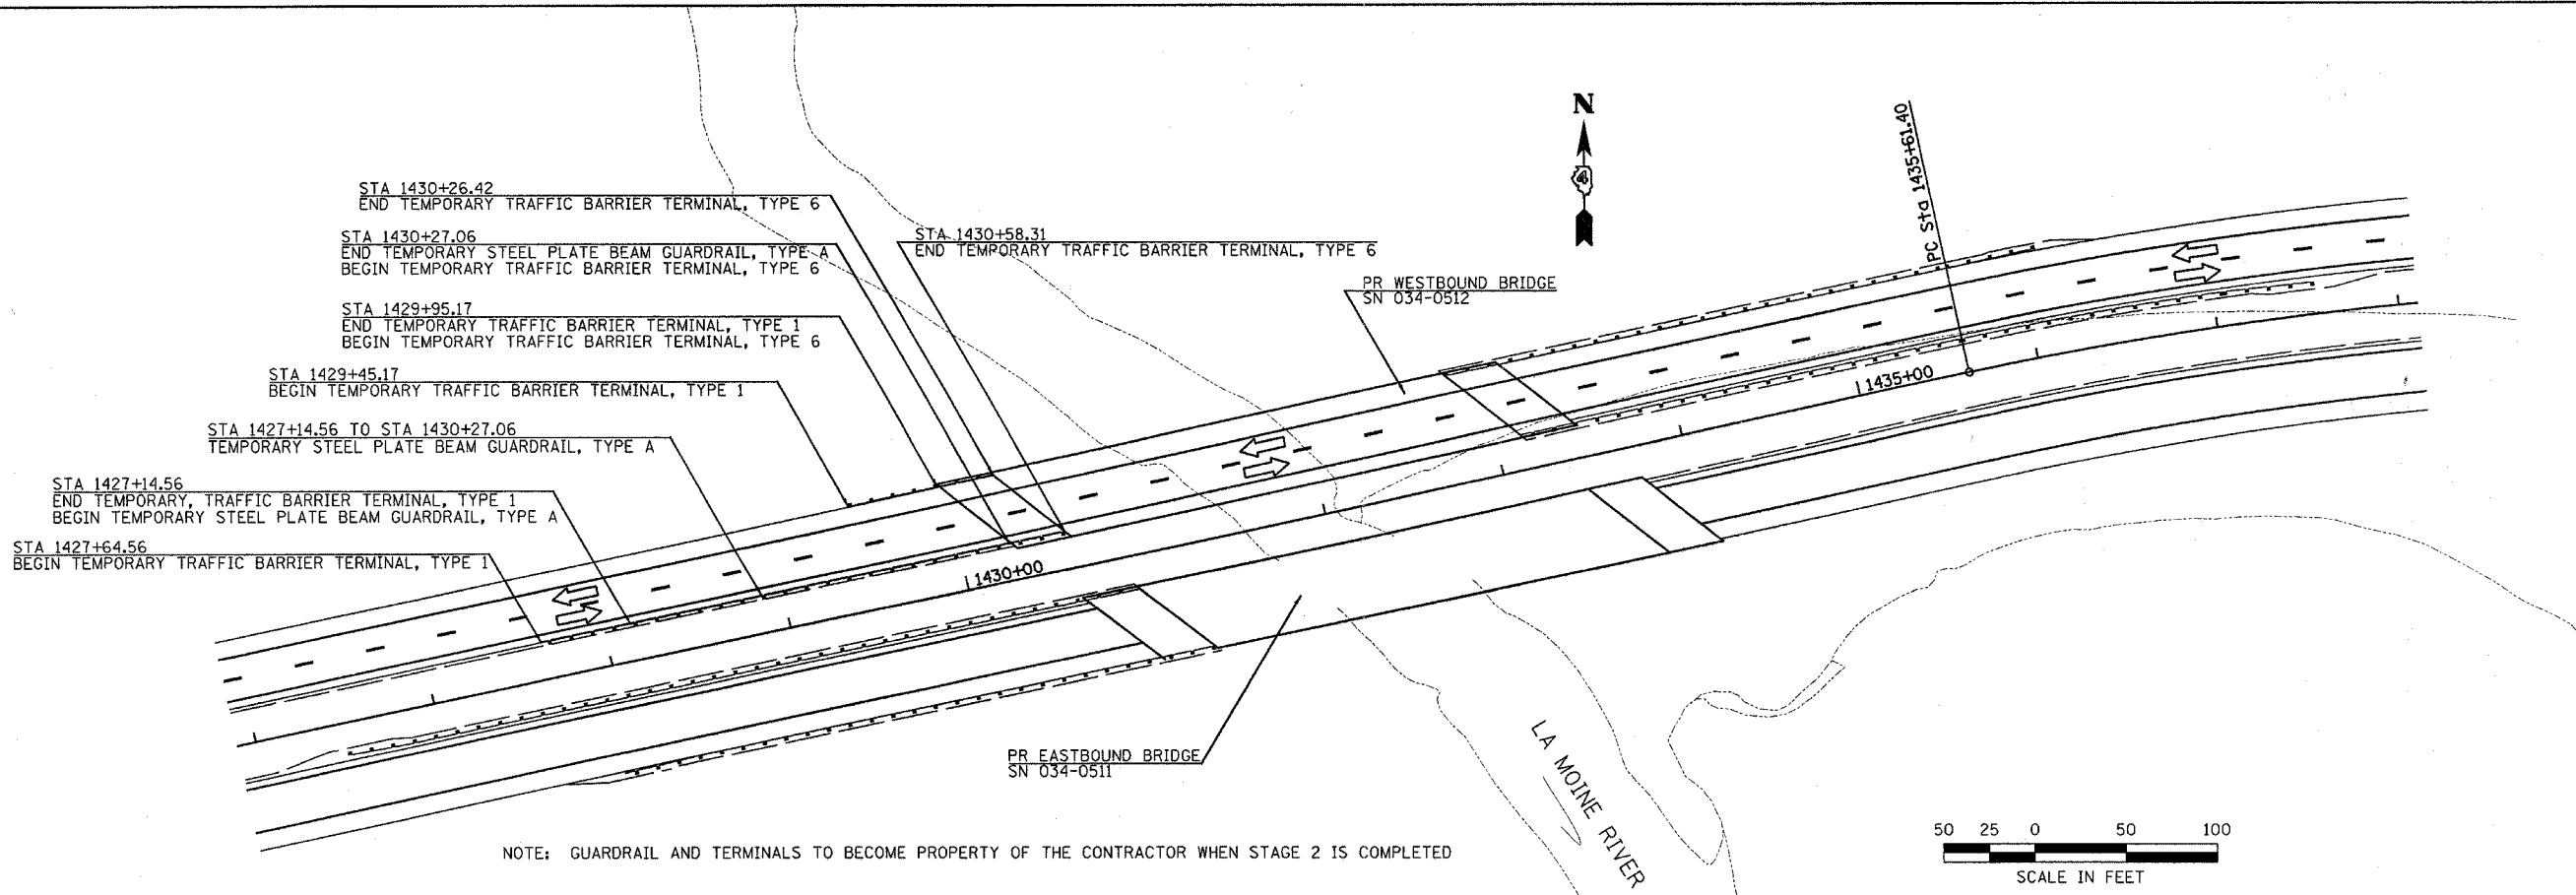 N
4
PC Sta 1435+61.40
STA 1430+26.42
END TEMPORARY TRAFFIC BARRIER TERMINAL, TYPE 6
STA 1430+27.06
END TEMPORARY STEEL PLATE BEAM GUARDRAIL, TYPE A
BEGIN TEMPORARY TRAFFIC BARRIER TERMINAL, TYPE 6
STA 1430+58.31
END TEMPORARY TRAFFIC BARRIER TERMINAL, TYPE 6
PR WESTBOUND BRIDGE
SN 034-0512
STA 1429+95.17
END TEMPORARY TRAFFIC BARRIER TERMINAL, TYPE 1
BEGIN TEMPORARY TRAFFIC BARRIER TERMINAL, TYPE 6
STA 1429+45.17
BEGIN TEMPORARY TRAFFIC BARRIER TERMINAL, TYPE 1
1435+00
STA 1427+14.56 TO STA 1430+27.06
TEMPORARY STEEL PLATE BEAM GUARDRAIL, TYPE A
STA 1427+14.56
END TEMPORARY, TRAFFIC BARRIER TERMINAL, TYPE 1
BEGIN TEMPORARY STEEL PLATE BEAM GUARDRAIL, TYPE A
STA 1427+64.56
BEGIN TEMPORARY TRAFFIC BARRIER TERMINAL, TYPE 1
1430+00
PR EASTBOUND BRIDGE
SN 034-0511
LA MOINE RIVER
NOTE: GUARDRAIL AND TERMINALS TO BECOME PROPERTY OF THE CONTRACTOR WHEN STAGE 2 IS COMPLETED
50 25 0 50 100
SCALE IN FEET